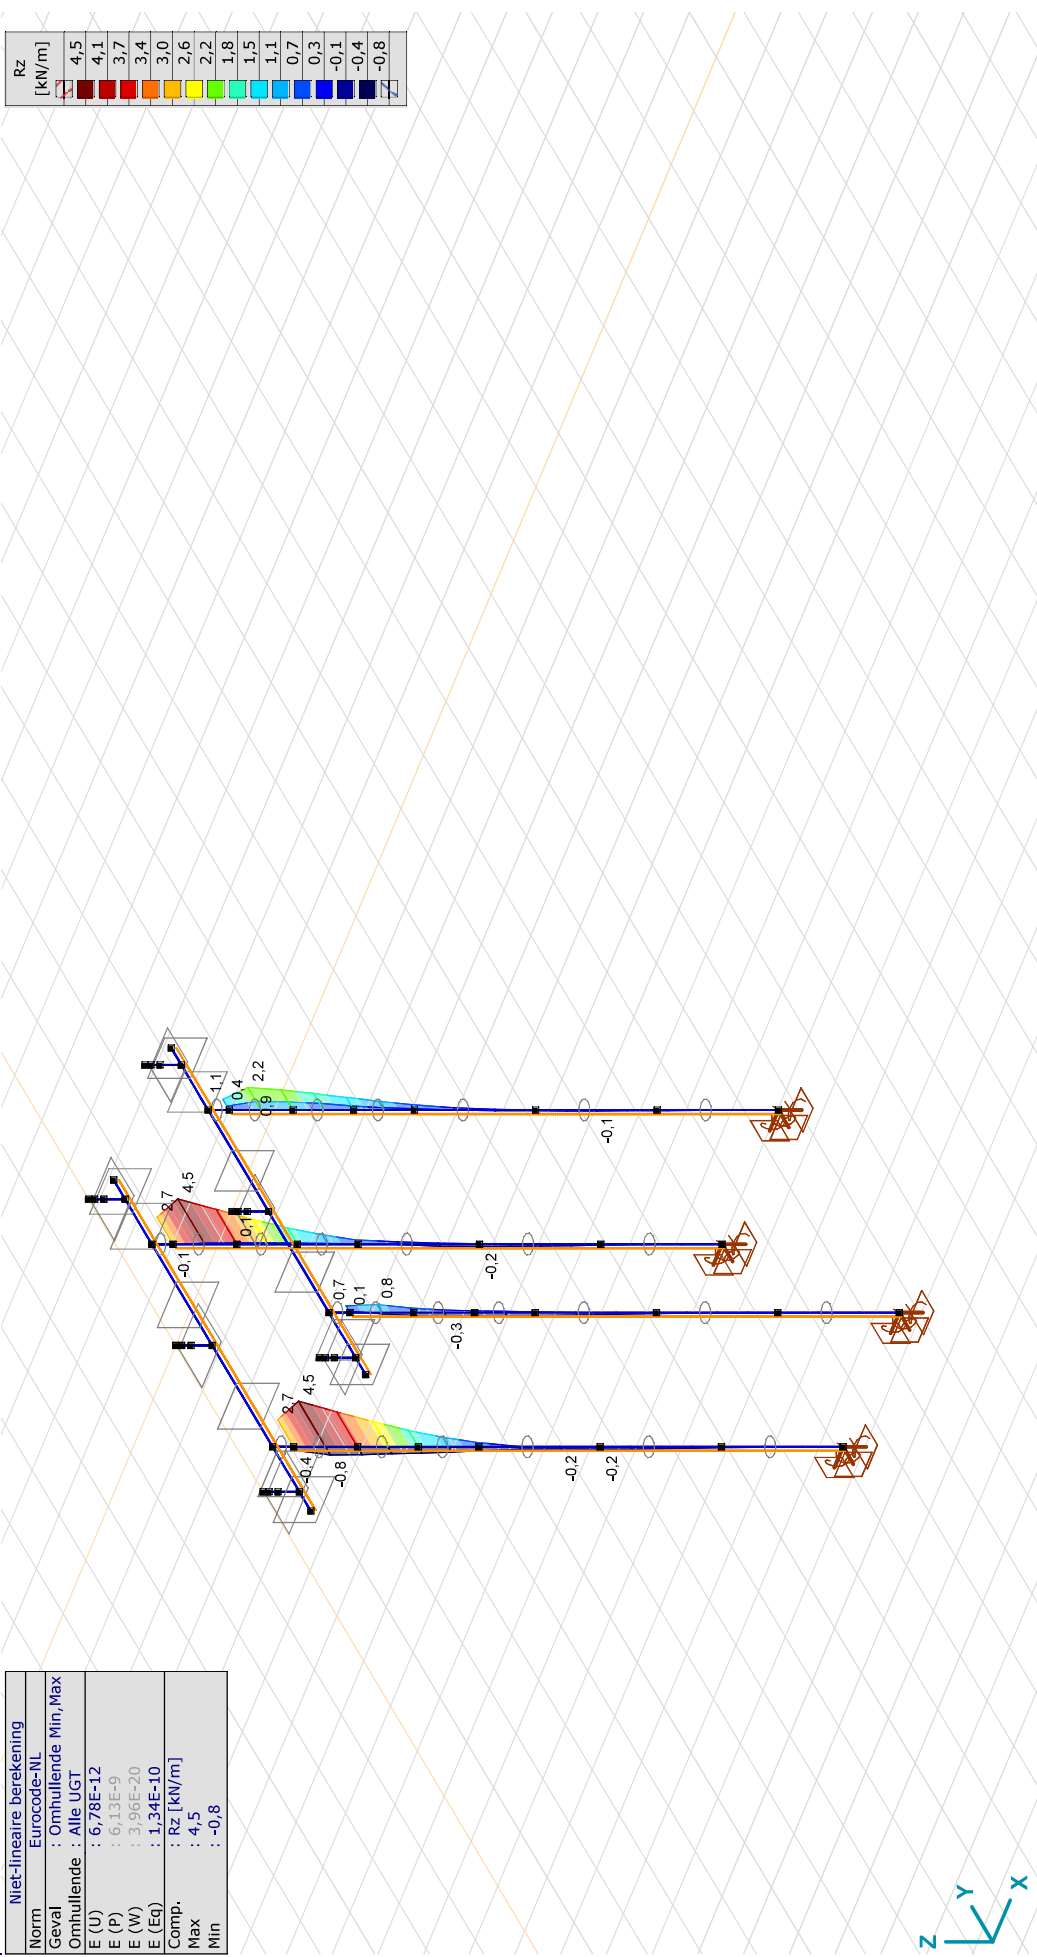 Niet-lineaire berekening
Norm Eurocode-NL
Geval : Omhullende Min,Max
Omhullende : Alle UGT
E (U) : 6,78E-12
E (P) : 6,13E-9
E (W) : 3,96E-20
E (Eq) : 1,34E-10
Comp. : Rz [kN/m]
Max : 4,5
Min : -0,8
Rz
[kN/m]
4,5
4,1
3,7
3,4
3,0
2,6
2,2
1,8
1,5
1,1
0,7
0,3
-0,1
-0,4
-0,8
2,7
4,5
-0,4
-0,8
-0,2
-0,2
2,7
4,5
-0,1
0,1
-0,2
0,7
0,1
0,8
-0,3
1,1
0,4
0,9
2,2
-0,1
Z
Y
X